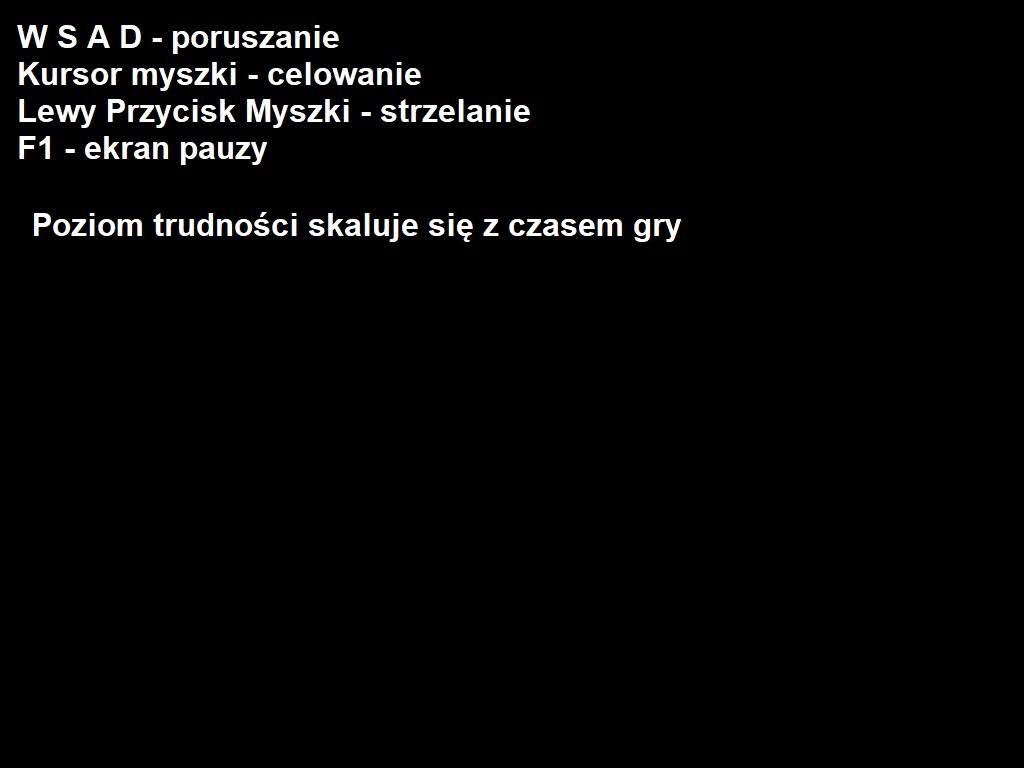 W S A D - poruszanie
Kursor myszki - celowanie
Lewy Przycisk Myszki - strzelanie
F1 - ekran pauzy
Poziom trudności skaluje się z czasem gry